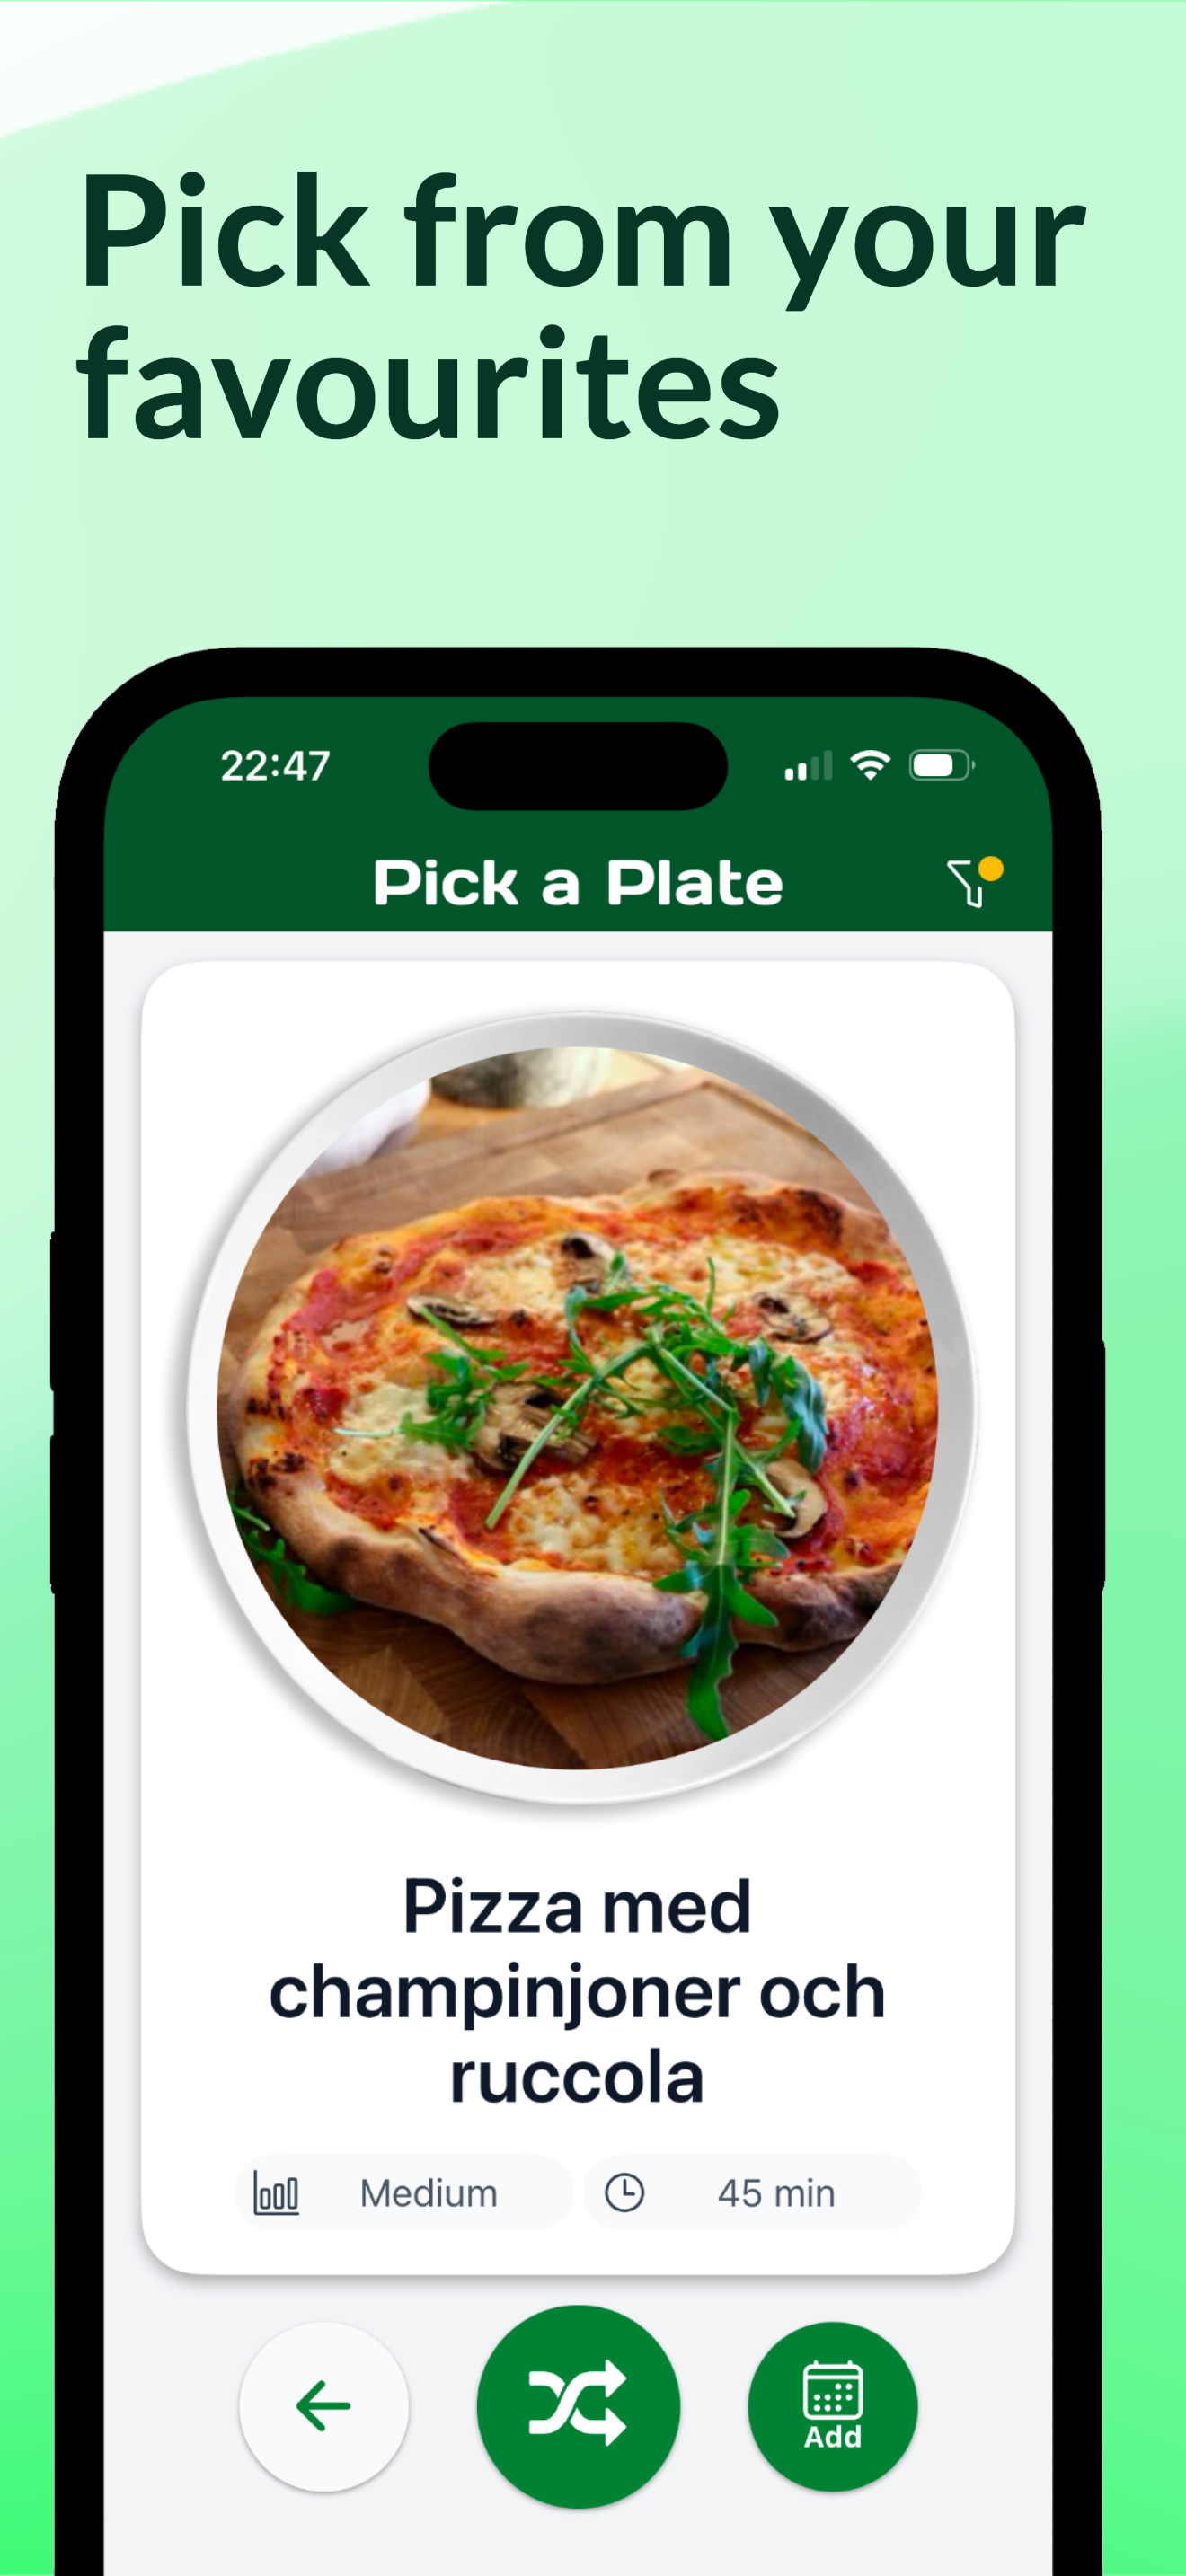 Pick from your
favourites
22:47
Pick a Plate
Pizza med
champinjoner och
ruccola
Medium
45 min
Add